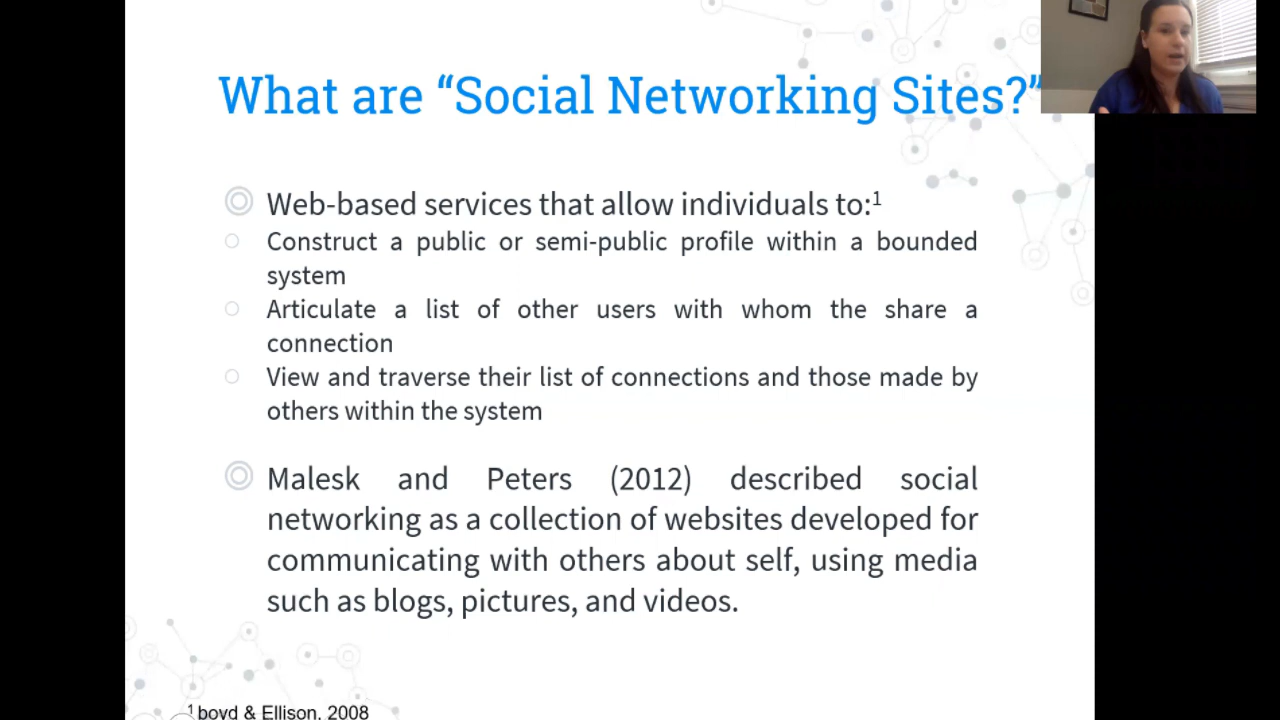 What are “Social Networking Sites?”
Web-based services that allow individuals to:¹
Construct a public or semi-public profile within a bounded
system
Articulate a list of other users with whom the share a
connection
View and traverse their list of connections and those made by
others within the system
Malesk and Peters (2012) described social
networking as a collection of websites developed for
communicating with others about self, using media
such as blogs, pictures, and videos.
¹ boyd & Ellison, 2008